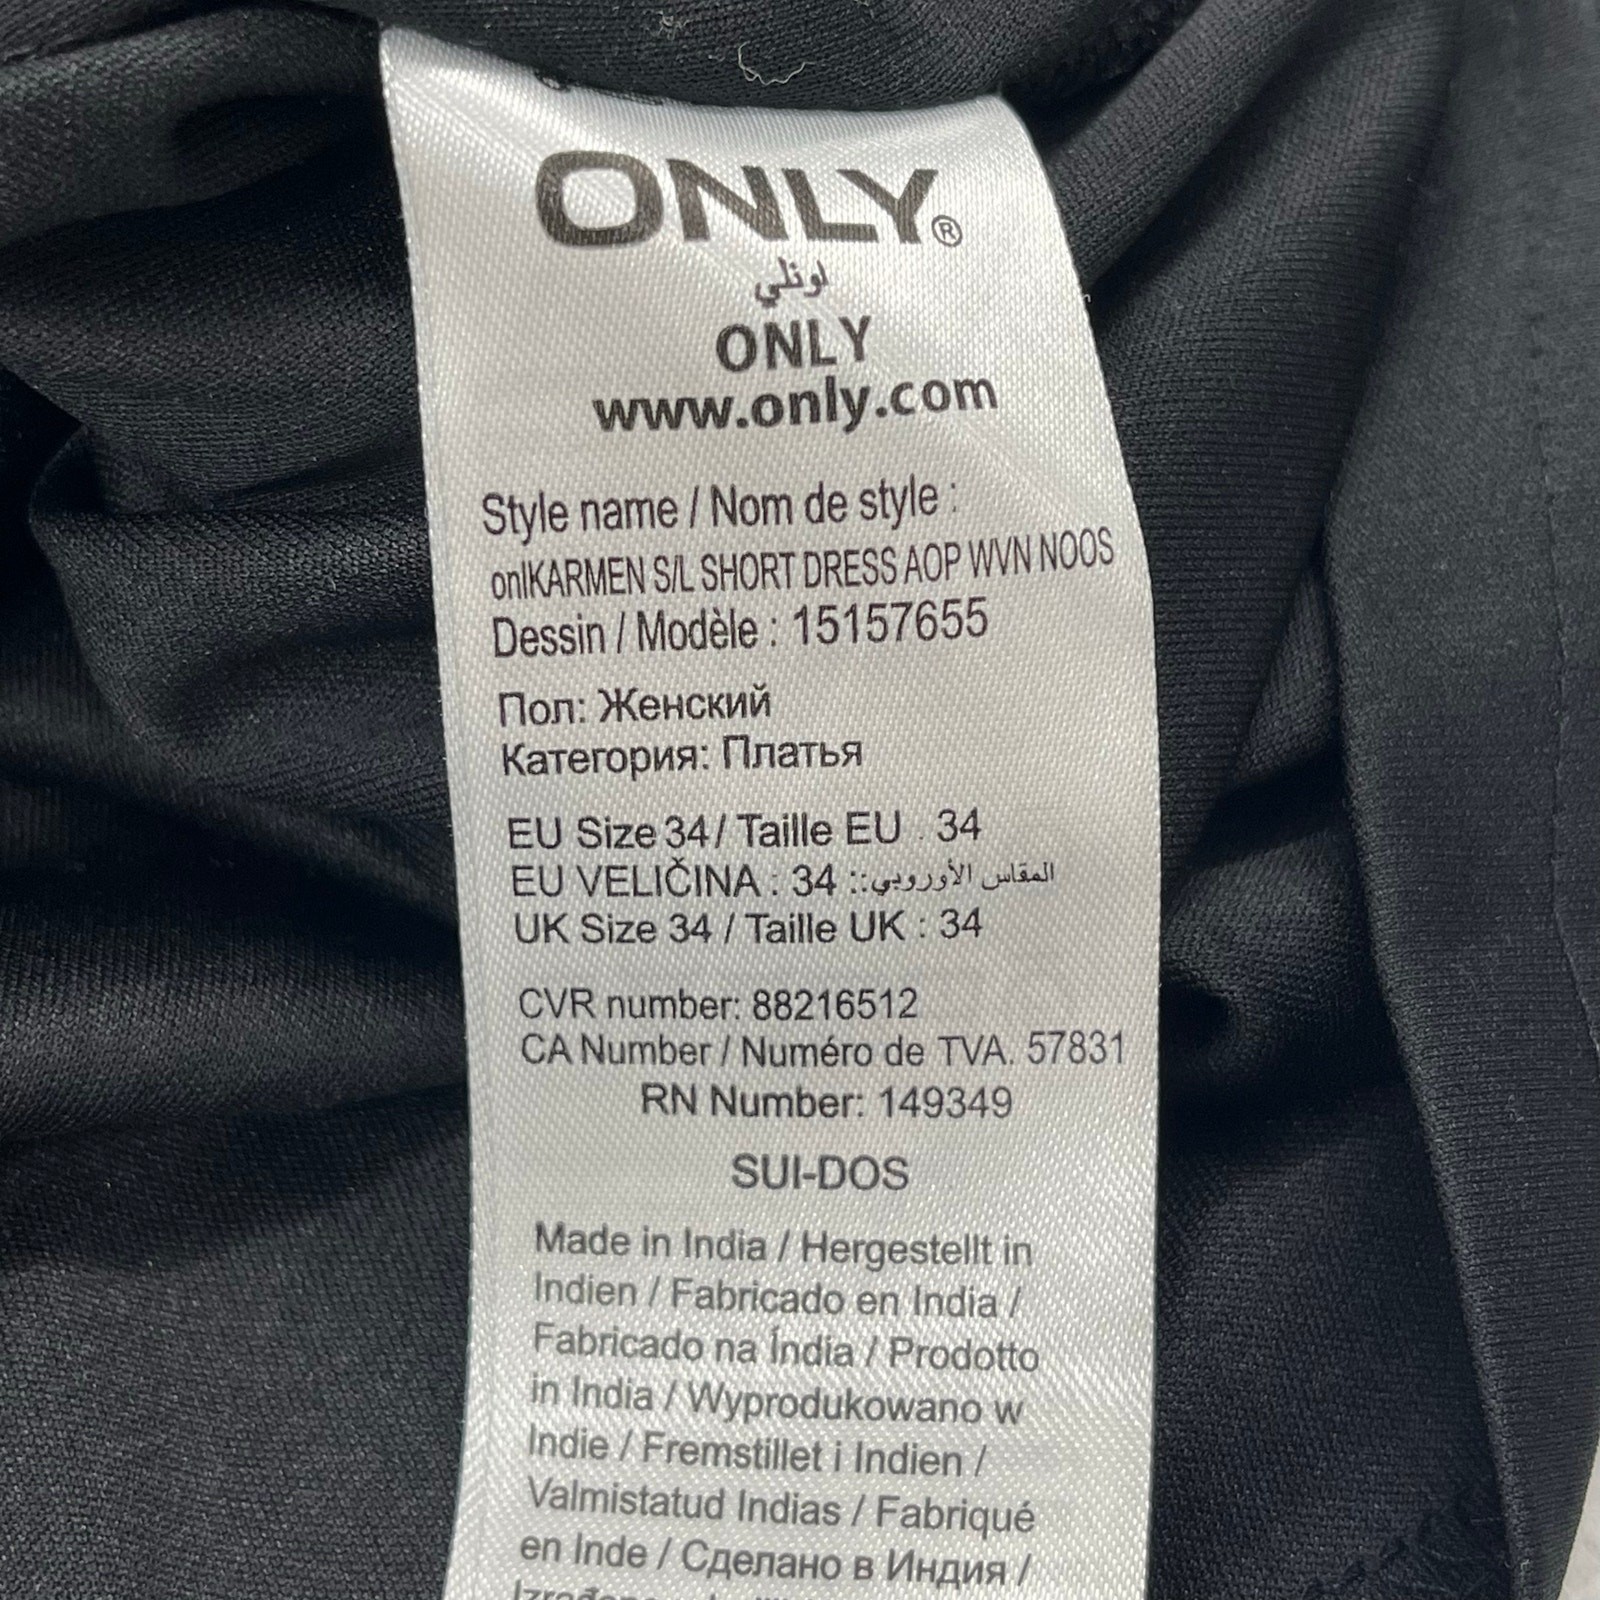 ONLY®
لونلي
ONLY
www.only.com
Style name / Nom de style :
onlKARMEN S/L SHORT DRESS AOP WVN NOOS
Dessin / Modèle : 15157655
Пол: Женский
Категория: Платья
EU Size 34 / Taille EU : 34
EU VELIČINA : 34 ::المقاس الأوروبي
UK Size 34 / Taille UK : 34
CVR number: 88216512
CA Number / Numéro de TVA. 57831
RN Number: 149349
SUI-DOS
Made in India / Hergestellt in
Indien / Fabricado en India /
Fabricado na Índia / Prodotto
in India / Wyprodukowano w
Indie / Fremstillet i Indien /
Valmistatud Indias / Fabriqué
en Inde / Сделано в Индия /